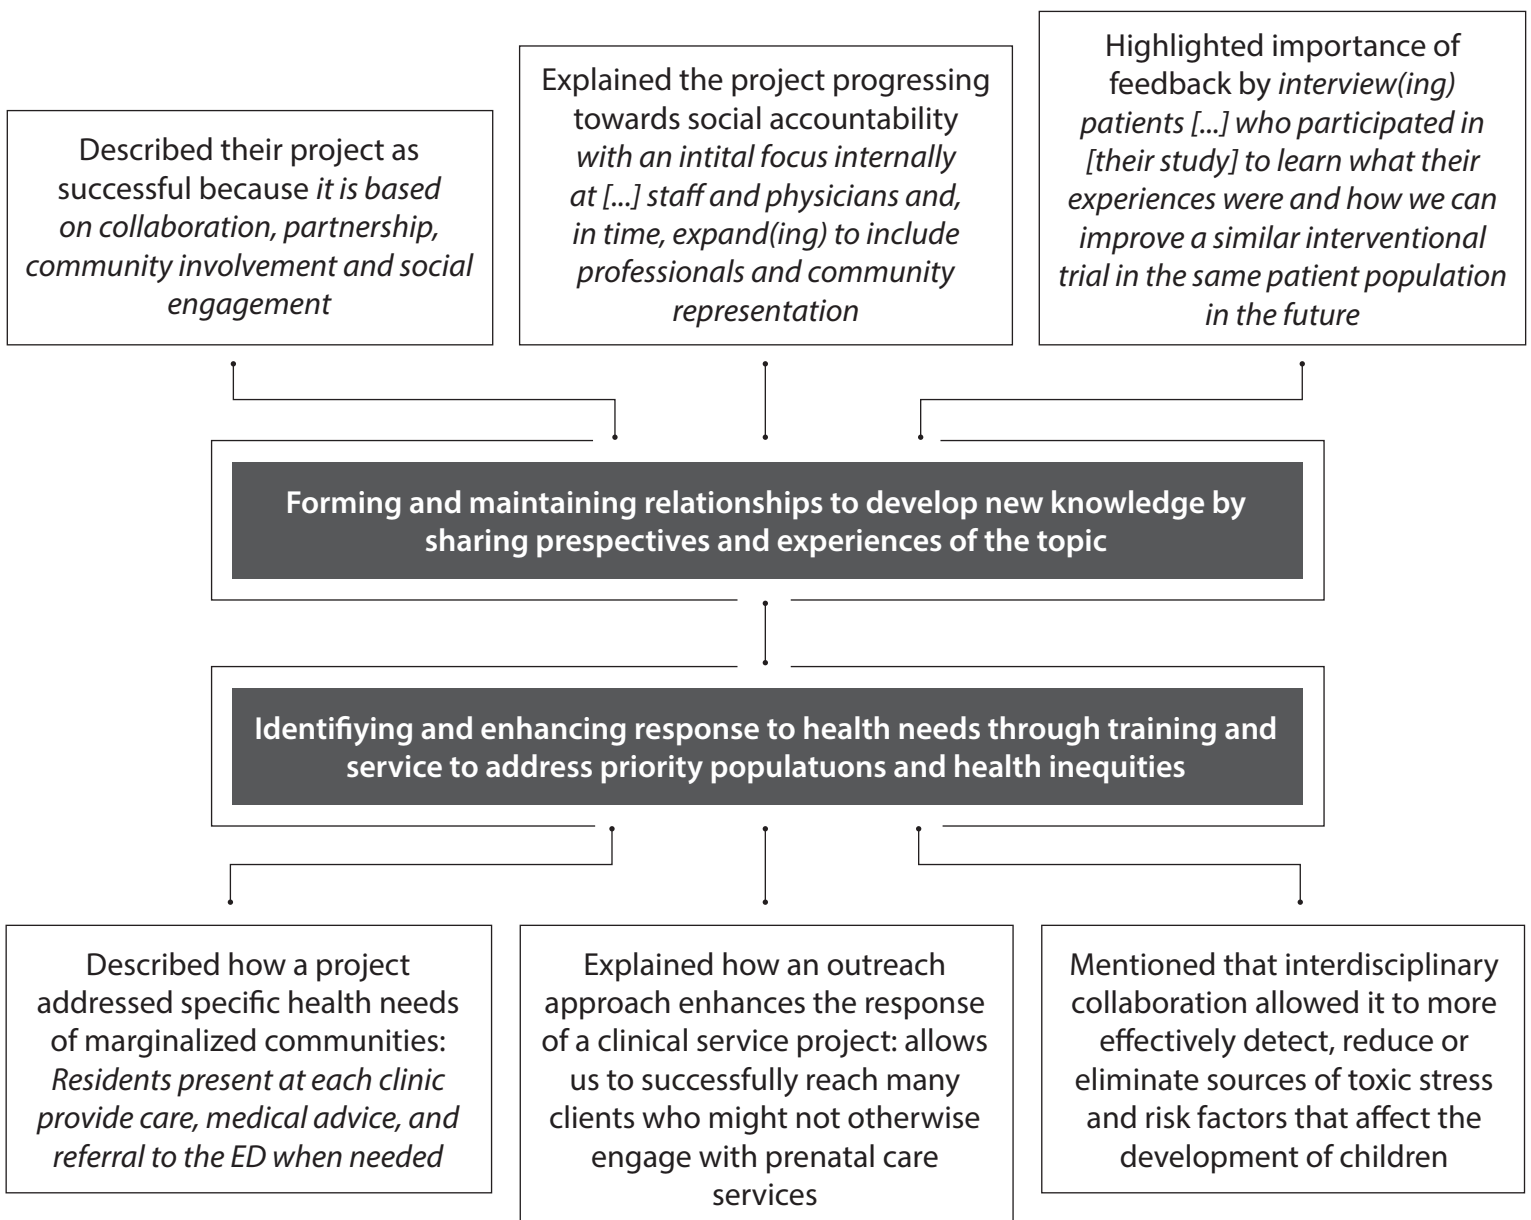 Described their project as
successful because it is based
on collaboration, partnership,
community involvement and social
engagement
Explained the project progressing
towards social accountability
with an intital focus internally
at [...] staff and physicians and,
in time, expand(ing) to include
professionals and community
representation
Highlighted importance of
feedback by interview(ing)
patients [...] who participated in
[their study] to learn what their
experiences were and how we can
improve a similar interventional
trial in the same patient population
in the future
Forming and maintaining relationships to develop new knowledge by
sharing prespectives and experiences of the topic
Identifiying and enhancing response to health needs through training and
service to address priority populatuons and health inequities
Described how a project
addressed specific health needs
of marginalized communities:
Residents present at each clinic
provide care, medical advice, and
referral to the ED when needed
Explained how an outreach
approach enhances the response
of a clinical service project: allows
us to successfully reach many
clients who might not otherwise
engage with prenatal care
services
Mentioned that interdisciplinary
collaboration allowed it to more
effectively detect, reduce or
eliminate sources of toxic stress
and risk factors that affect the
development of children